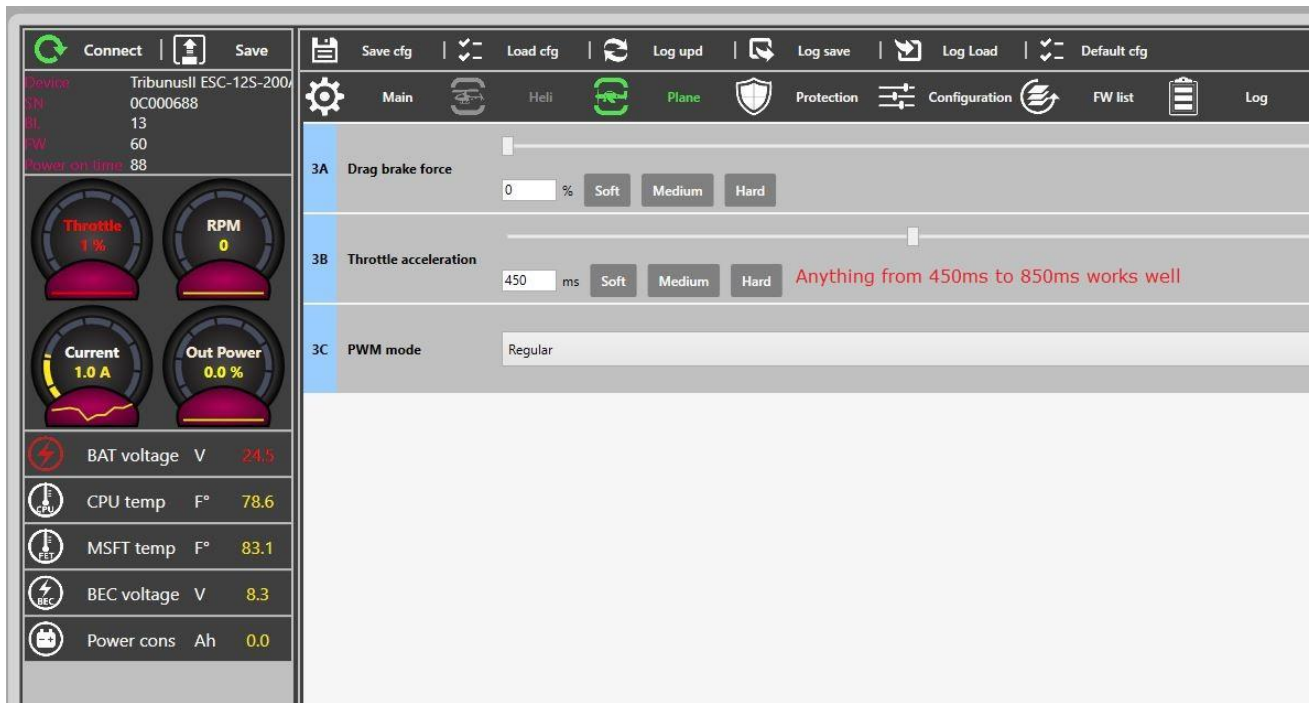 Connect | Save
Save cfg | Load cfg | Log upd | Log save | Log Load | Default cfg
Device TribunusII ESC-12S-200A
SN 0C000688
BL 13
FW 60
Power on time 88
Main Heli Plane Protection Configuration FW list Log
3A Drag brake force
0 % Soft Medium Hard
3B Throttle acceleration
450 ms Soft Medium Hard Anything from 450ms to 850ms works well
3C PWM mode Regular
Throttle
1 %
RPM
0
Current
1.0 A
Out Power
0.0 %
BAT voltage V 24.5
CPU
CPU temp F° 78.6
FET
MSFT temp F° 83.1
BEC
BEC voltage V 8.3
Power cons Ah 0.0